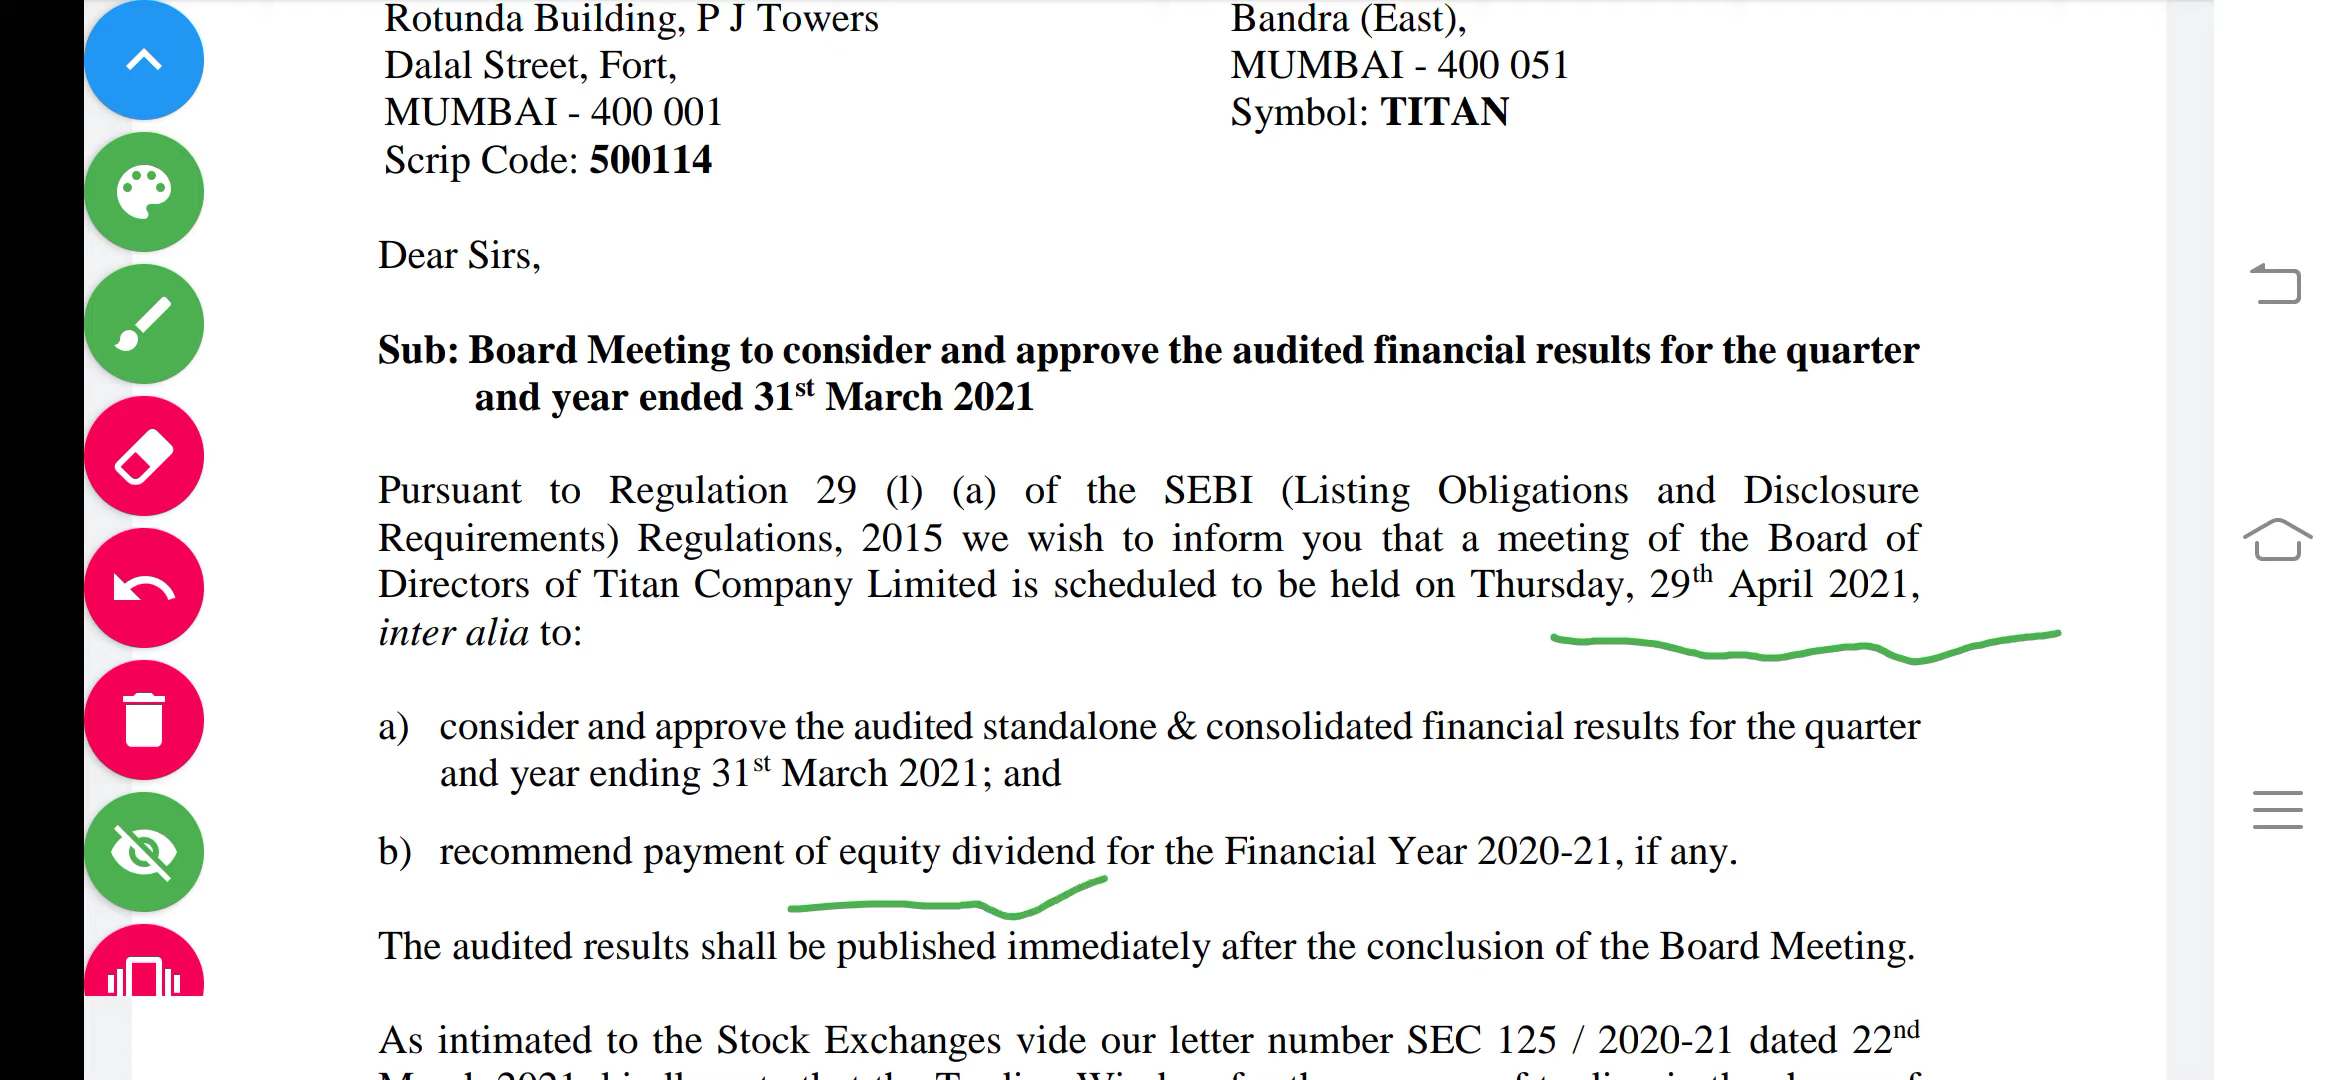 Rotunda Building, P J Towers
Dalal Street, Fort,
MUMBAI - 400 001
Scrip Code: 500114
Bandra (East),
MUMBAI - 400 051
Symbol: TITAN
Dear Sirs,
Sub: Board Meeting to consider and approve the audited financial results for the quarter
and year ended 31st March 2021
Pursuant to Regulation 29 (l) (a) of the SEBI (Listing Obligations and Disclosure
Requirements) Regulations, 2015 we wish to inform you that a meeting of the Board of
Directors of Titan Company Limited is scheduled to be held on Thursday, 29th April 2021,
inter alia to:
a) consider and approve the audited standalone & consolidated financial results for the quarter
and year ending 31st March 2021; and
b) recommend payment of equity dividend for the Financial Year 2020-21, if any.
The audited results shall be published immediately after the conclusion of the Board Meeting.
As intimated to the Stock Exchanges vide our letter number SEC 125 / 2020-21 dated 22nd